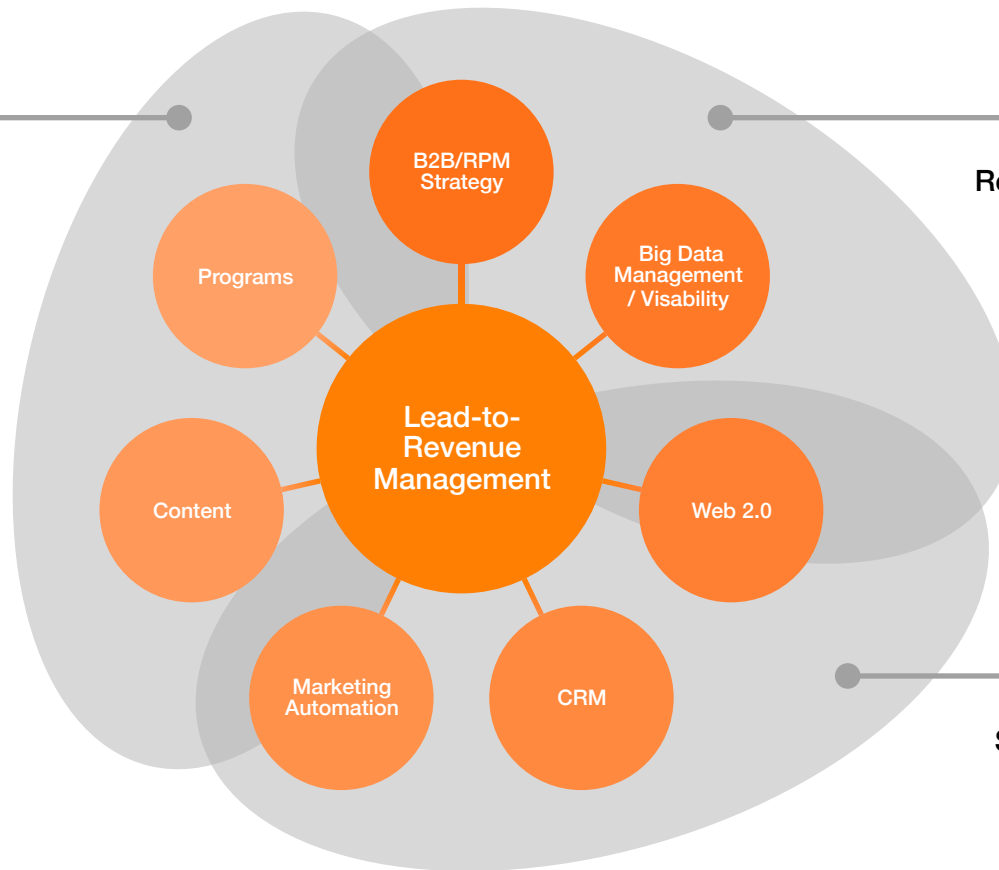 B2B/RPM
Strategy
Big Data
Management
/ Visability
Programs
Lead-to-
Revenue
Management
Content
Web 2.0
Marketing
Automation
CRM